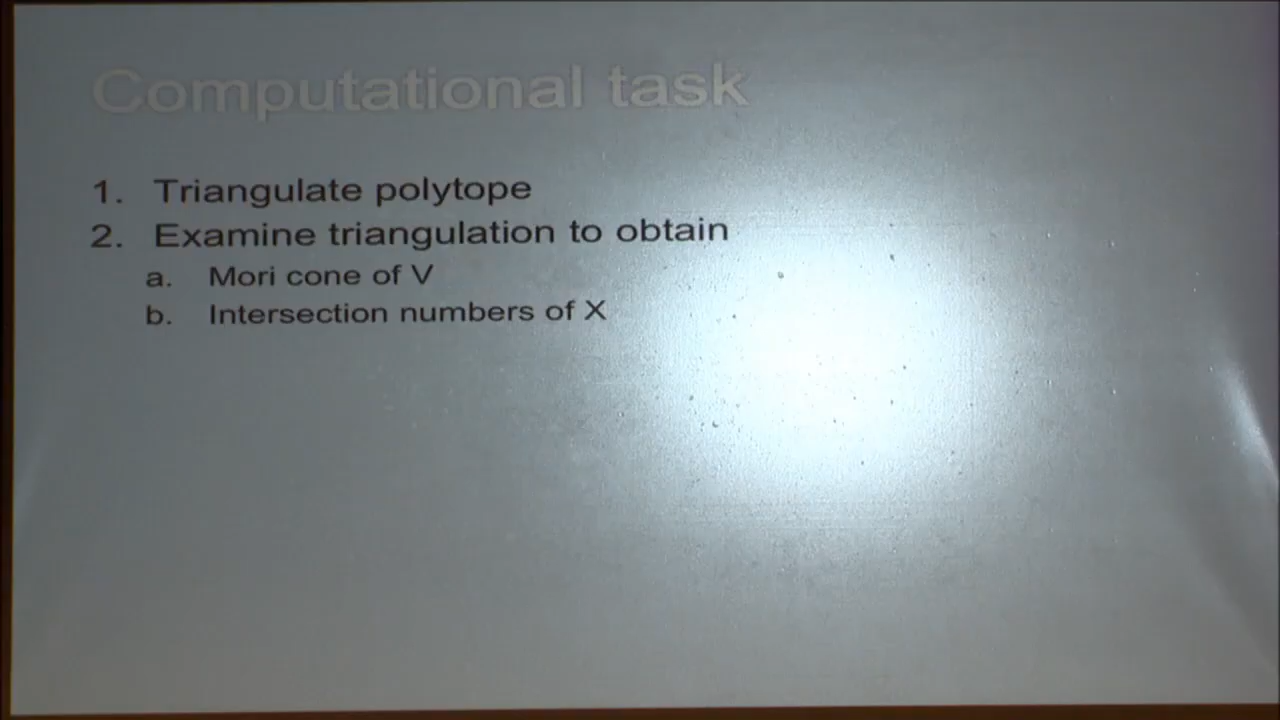 Computational task
1. Triangulate polytope
2. Examine triangulation to obtain
a. Mori cone of V
b. Intersection numbers of X